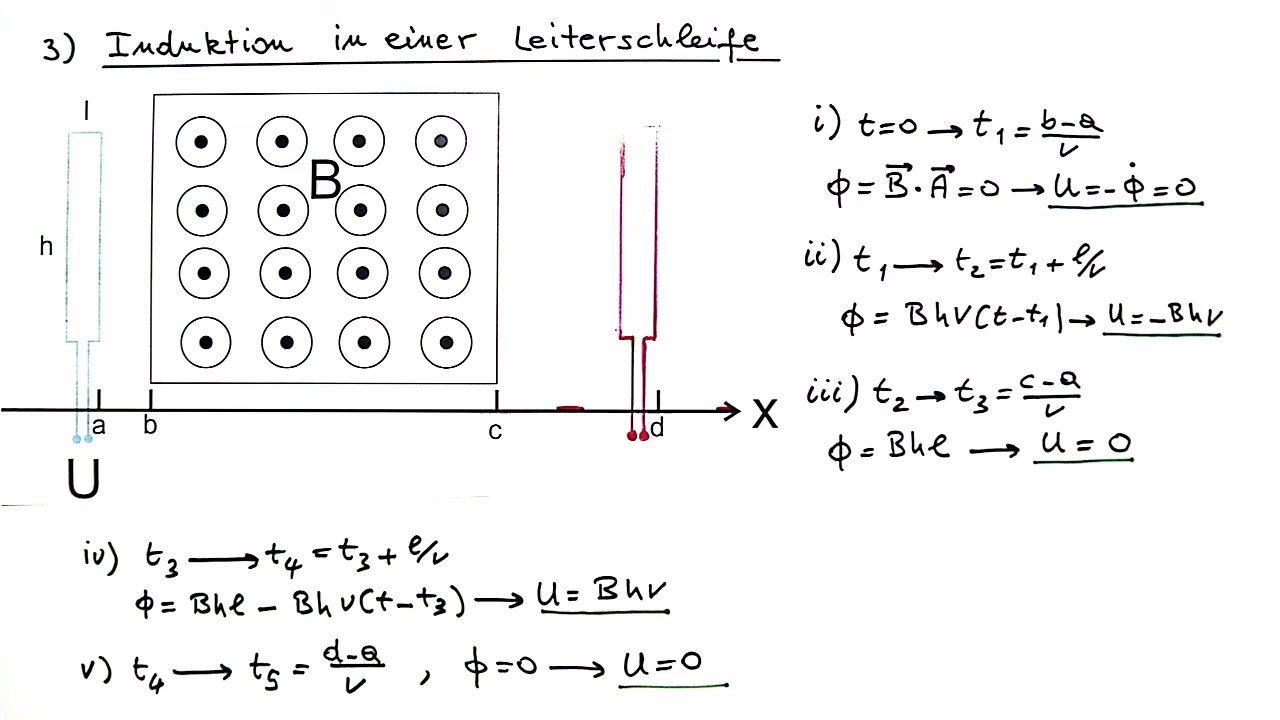 3) Induktion in einer Leiterschleife
l
h
B
a
b
c
d
X
U
i) t=0 → t₁ = (b-a)/v
ϕ = B⃗ · A⃗ = 0 → U = - ϕ̇ = 0
ii) t₁ → t₂ = t₁ + l/v
ϕ = Bhv(t-t₁) → U = -Bhv
iii) t₂ → t₃ = (c-a)/v
ϕ = Bhl → U = 0
iv) t₃ → t₄ = t₃ + l/v
ϕ = Bhl - Bhv(t-t₃) → U = Bhv
v) t₄ → t₅ = (d-a)/v , ϕ=0 → U=0